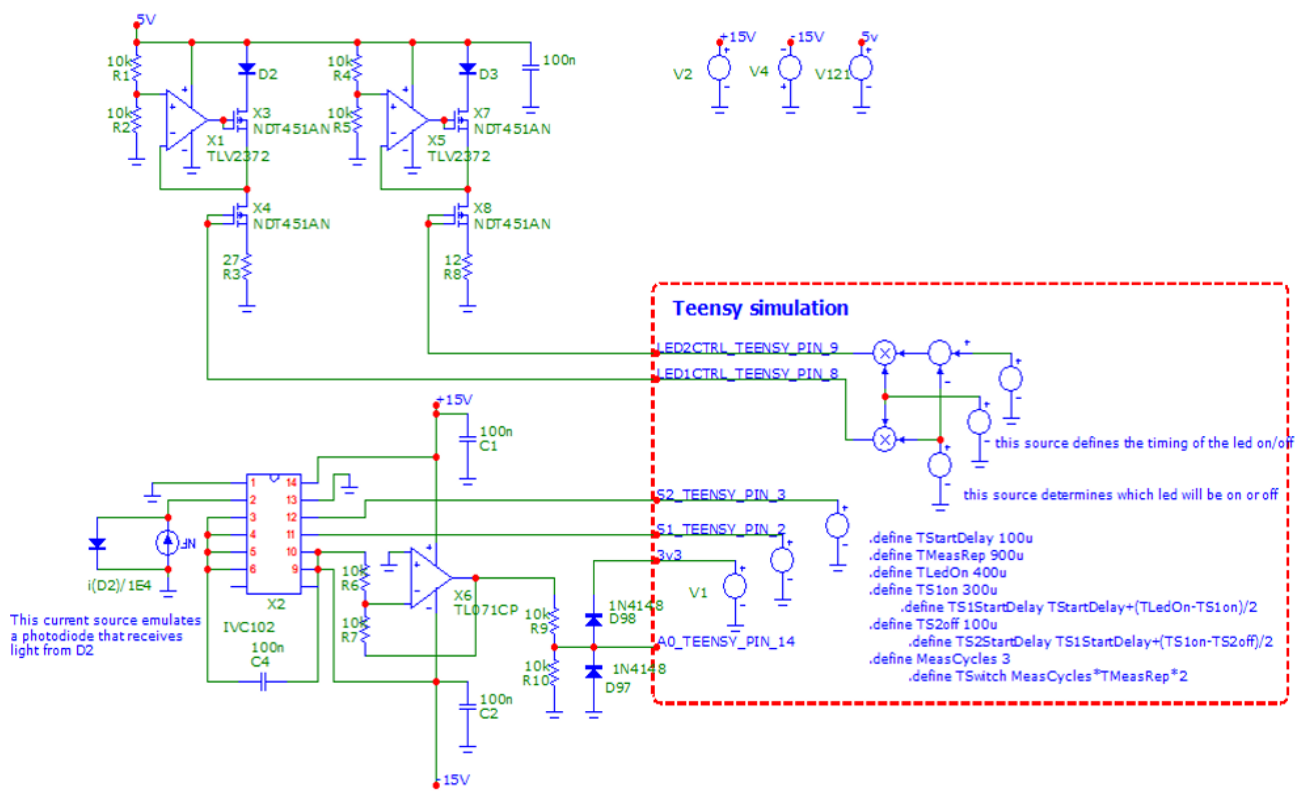 5V
10k
R1
D2
10k
R4
D3
100n
+15V
-15V
5v
V2
V4
V121
10k
R2
X3
NDT451AN
X1
TLV2372
10k
R5
X7
NDT451AN
X5
TLV2372
X4
NDT451AN
X8
NDT451AN
27
R3
12
R8
Teensy simulation
LED2CTRL_TEENSY_PIN_9
LED1CTRL_TEENSY_PIN_8
this source defines the timing of the led on/off
this source determines which led will be on or off
+15V
100n
C1
1
2
3
4
5
6
14
13
12
11
10
9
X2
IVC102
100n
C4
i(D2)/1E4
This current source emulates
a photodiode that receives
light from D2
10k
R6
10k
R7
X6
TL071CP
S2_TEENSY_PIN_3
S1_TEENSY_PIN_2
3v3
V1
10k
R9
1N4148
D98
A0_TEENSY_PIN_14
10k
R10
1N4148
D97
100n
C2
-15V
.define TStartDelay 100u
.define TMeasRep 900u
.define TLedOn 400u
.define TS1on 300u
.define TS1StartDelay TStartDelay+(TLedOn-TS1on)/2
.define TS2off 100u
.define TS2StartDelay TS1StartDelay+(TS1on-TS2off)/2
.define MeasCycles 3
.define TSwitch MeasCycles*TMeasRep*2